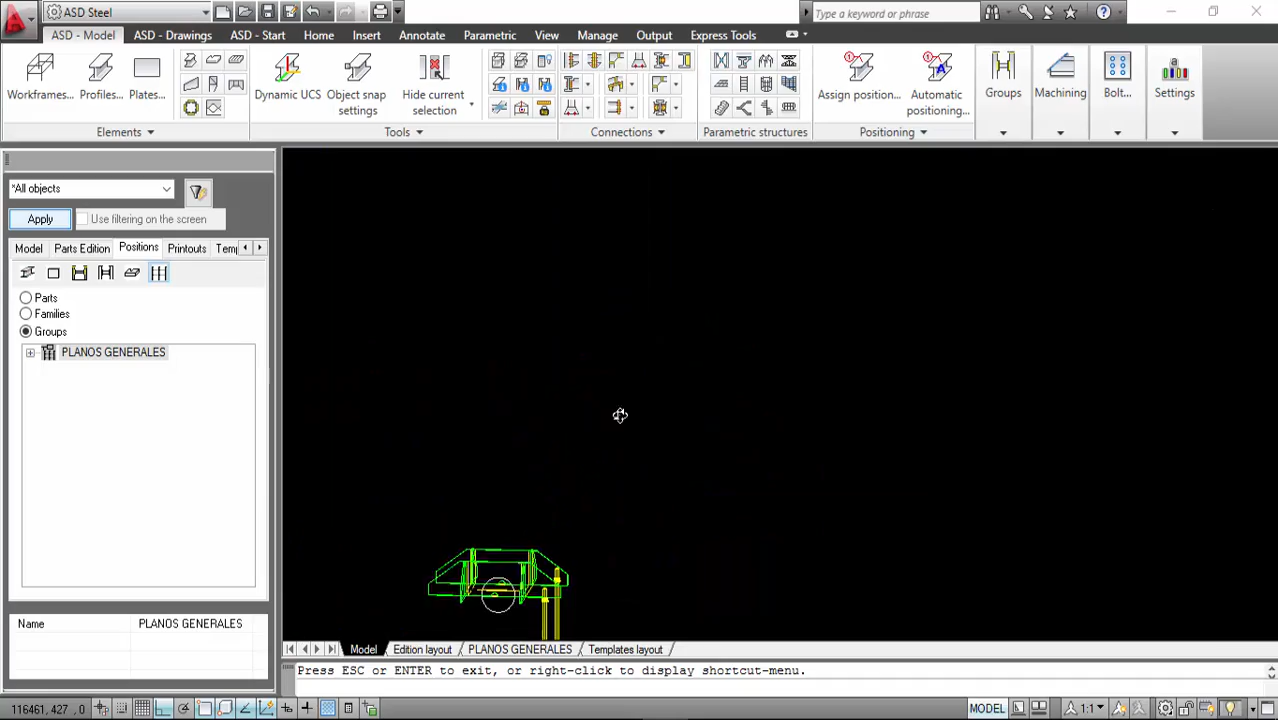 ASD Steel
Type a keyword or phrase
ASD - Model
ASD - Drawings
ASD - Start
Home
Insert
Annotate
Parametric
View
Manage
Output
Express Tools
Workframes...
Profiles...
Plates...
Dynamic UCS
Object snap
settings
Hide current
selection
Assign position...
Automatic
positioning...
Groups
Machining
Bolt...
Settings
Elements
Tools
Connections
Parametric structures
Positioning
*All objects
Apply
Use filtering on the screen
Model
Parts Edition
Positions
Printouts
Parts
Families
Groups
PLANOS GENERALES
Name
PLANOS GENERALES
Model
Edition layout
PLANOS GENERALES
Templates layout
Press ESC or ENTER to exit, or right-click to display shortcut-menu.
116461, 427 , 0
MODEL
1:1